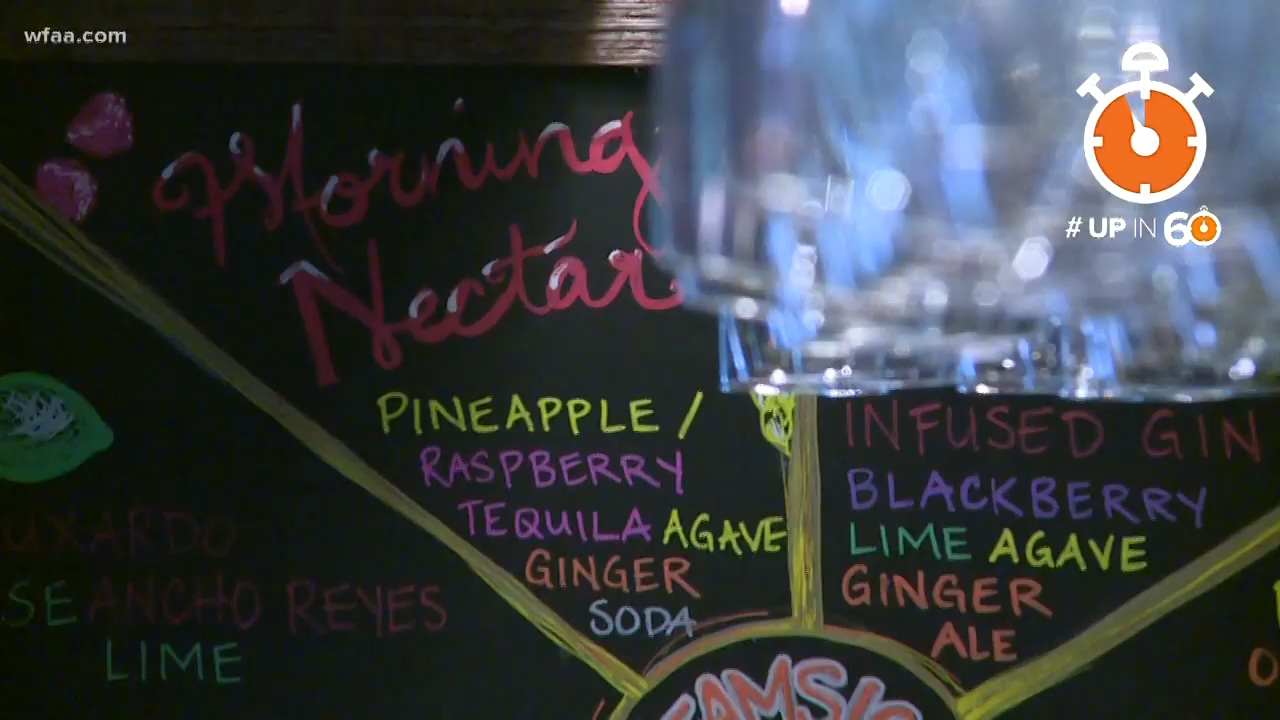 wfaa.com
# UP IN 60
Morning
Nectar
PINEAPPLE /
RASPBERRY
TEQUILA AGAVE
GINGER
SODA
INFUSED GIN
BLACKBERRY
LIME AGAVE
GINGER
ALE
ANCHO REYES
LIME